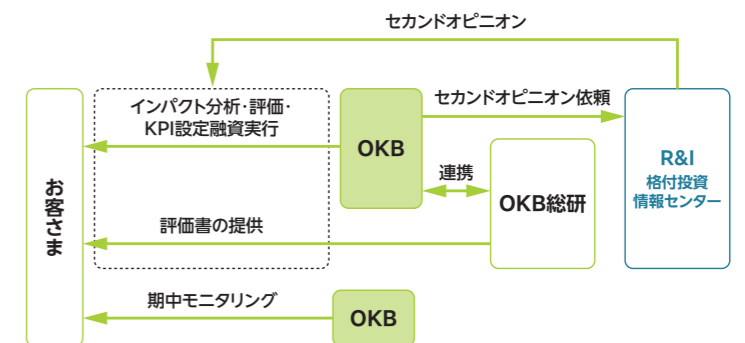 セカンドオピニオン
インパクト分析・評価・
KPI設定融資実行
OKB
セカンドオピニオン依頼
連携
OKB総研
R&I
格付投資
情報センター
お客さま
評価書の提供
期中モニタリング
OKB